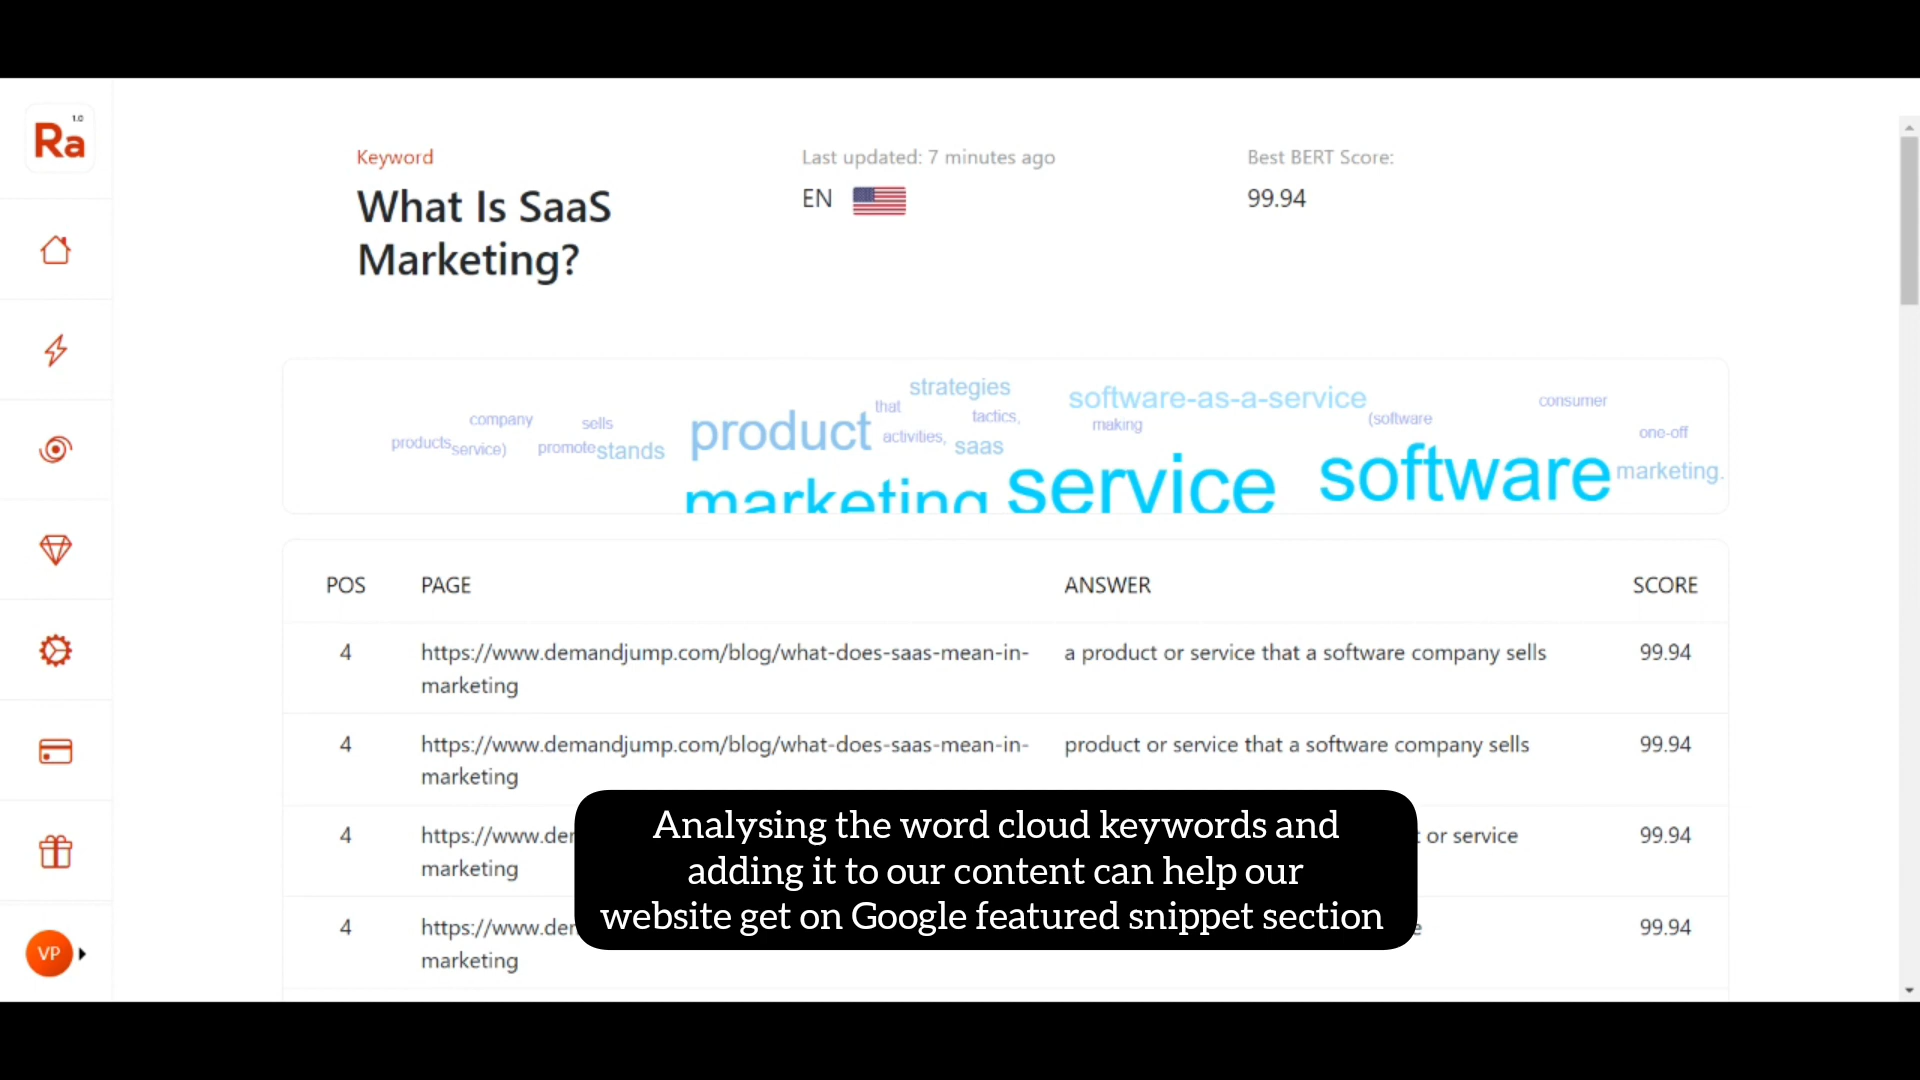 Ra 1.0
Keyword
What Is SaaS
Marketing?
Last updated: 7 minutes ago
EN
Best BERT Score:
99.94
strategies
software-as-a-service
consumer
that
company
sells
product
tactics,
(software
making
one-off
products
service)
promote
stands
activities,
saas
marketing
service
software
marketing.
POS PAGE ANSWER SCORE
4 https://www.demandjump.com/blog/what-does-saas-mean-in- a product or service that a software company sells 99.94
marketing
4 https://www.demandjump.com/blog/what-does-saas-mean-in- product or service that a software company sells 99.94
marketing
4 https://www.der or service 99.94
marketing
4 https://www.der 99.94
marketing
Analysing the word cloud keywords and
adding it to our content can help our
website get on Google featured snippet section
VP